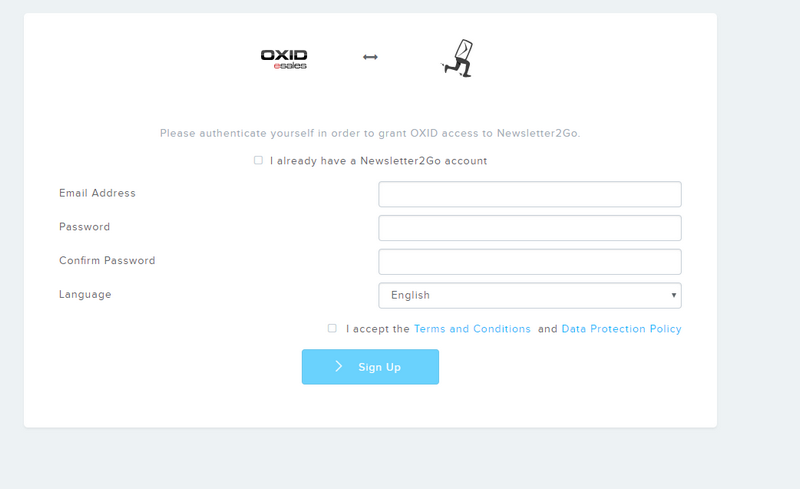 OXID
esales
Please authenticate yourself in order to grant OXID access to Newsletter2Go.
I already have a Newsletter2Go account
Email Address
Password
Confirm Password
Language
English
I accept the Terms and Conditions and Data Protection Policy
Sign Up